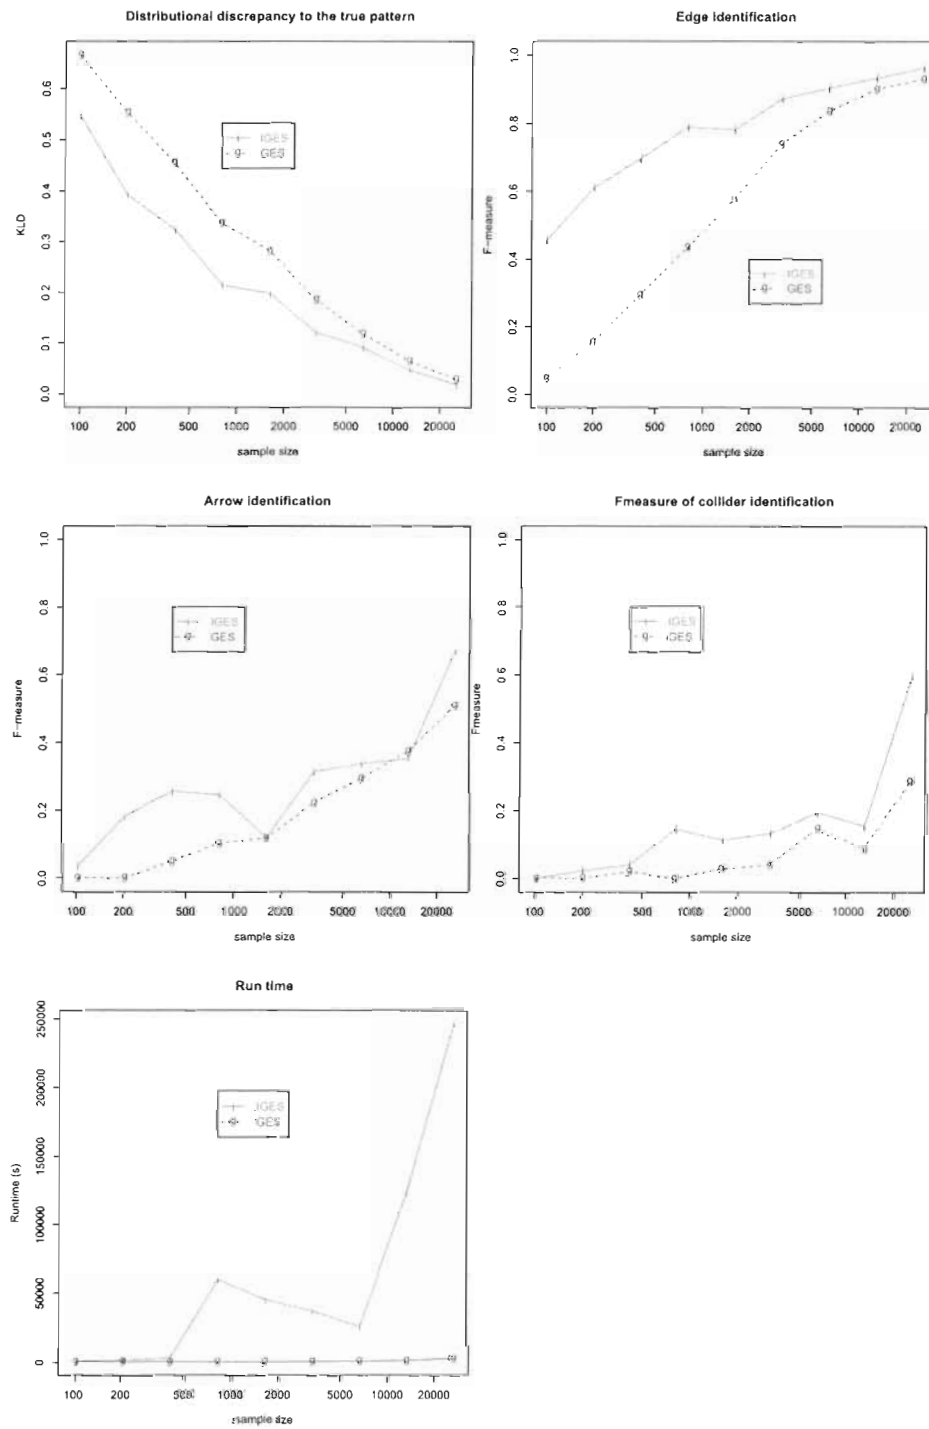 Distributional discrepancy to the true pattern
KLD
0.0 0.1 0.2 0.3 0.4 0.5 0.6
IGES
GES
100 200 500 1000 2000 5000 10000 20000
sample size
Edge identification
F-measure
0.0 0.2 0.4 0.6 0.8 1.0
IGES
GES
100 200 500 1000 2000 5000 10000 20000
sample size
Arrow identification
F-measure
0.0 0.2 0.4 0.6 0.8 1.0
IGES
GES
100 200 500 1000 2000 5000 10000 20000
sample size
Fmeasure of collider identification
Fmeasure
0.0 0.2 0.4 0.6 0.8 1.0
IGES
GES
100 200 500 1000 2000 5000 10000 20000
sample size
Run time
Runtime (s)
0 50000 100000 150000 200000 250000
IGES
GES
100 200 500 1000 2000 5000 10000 20000
sample size